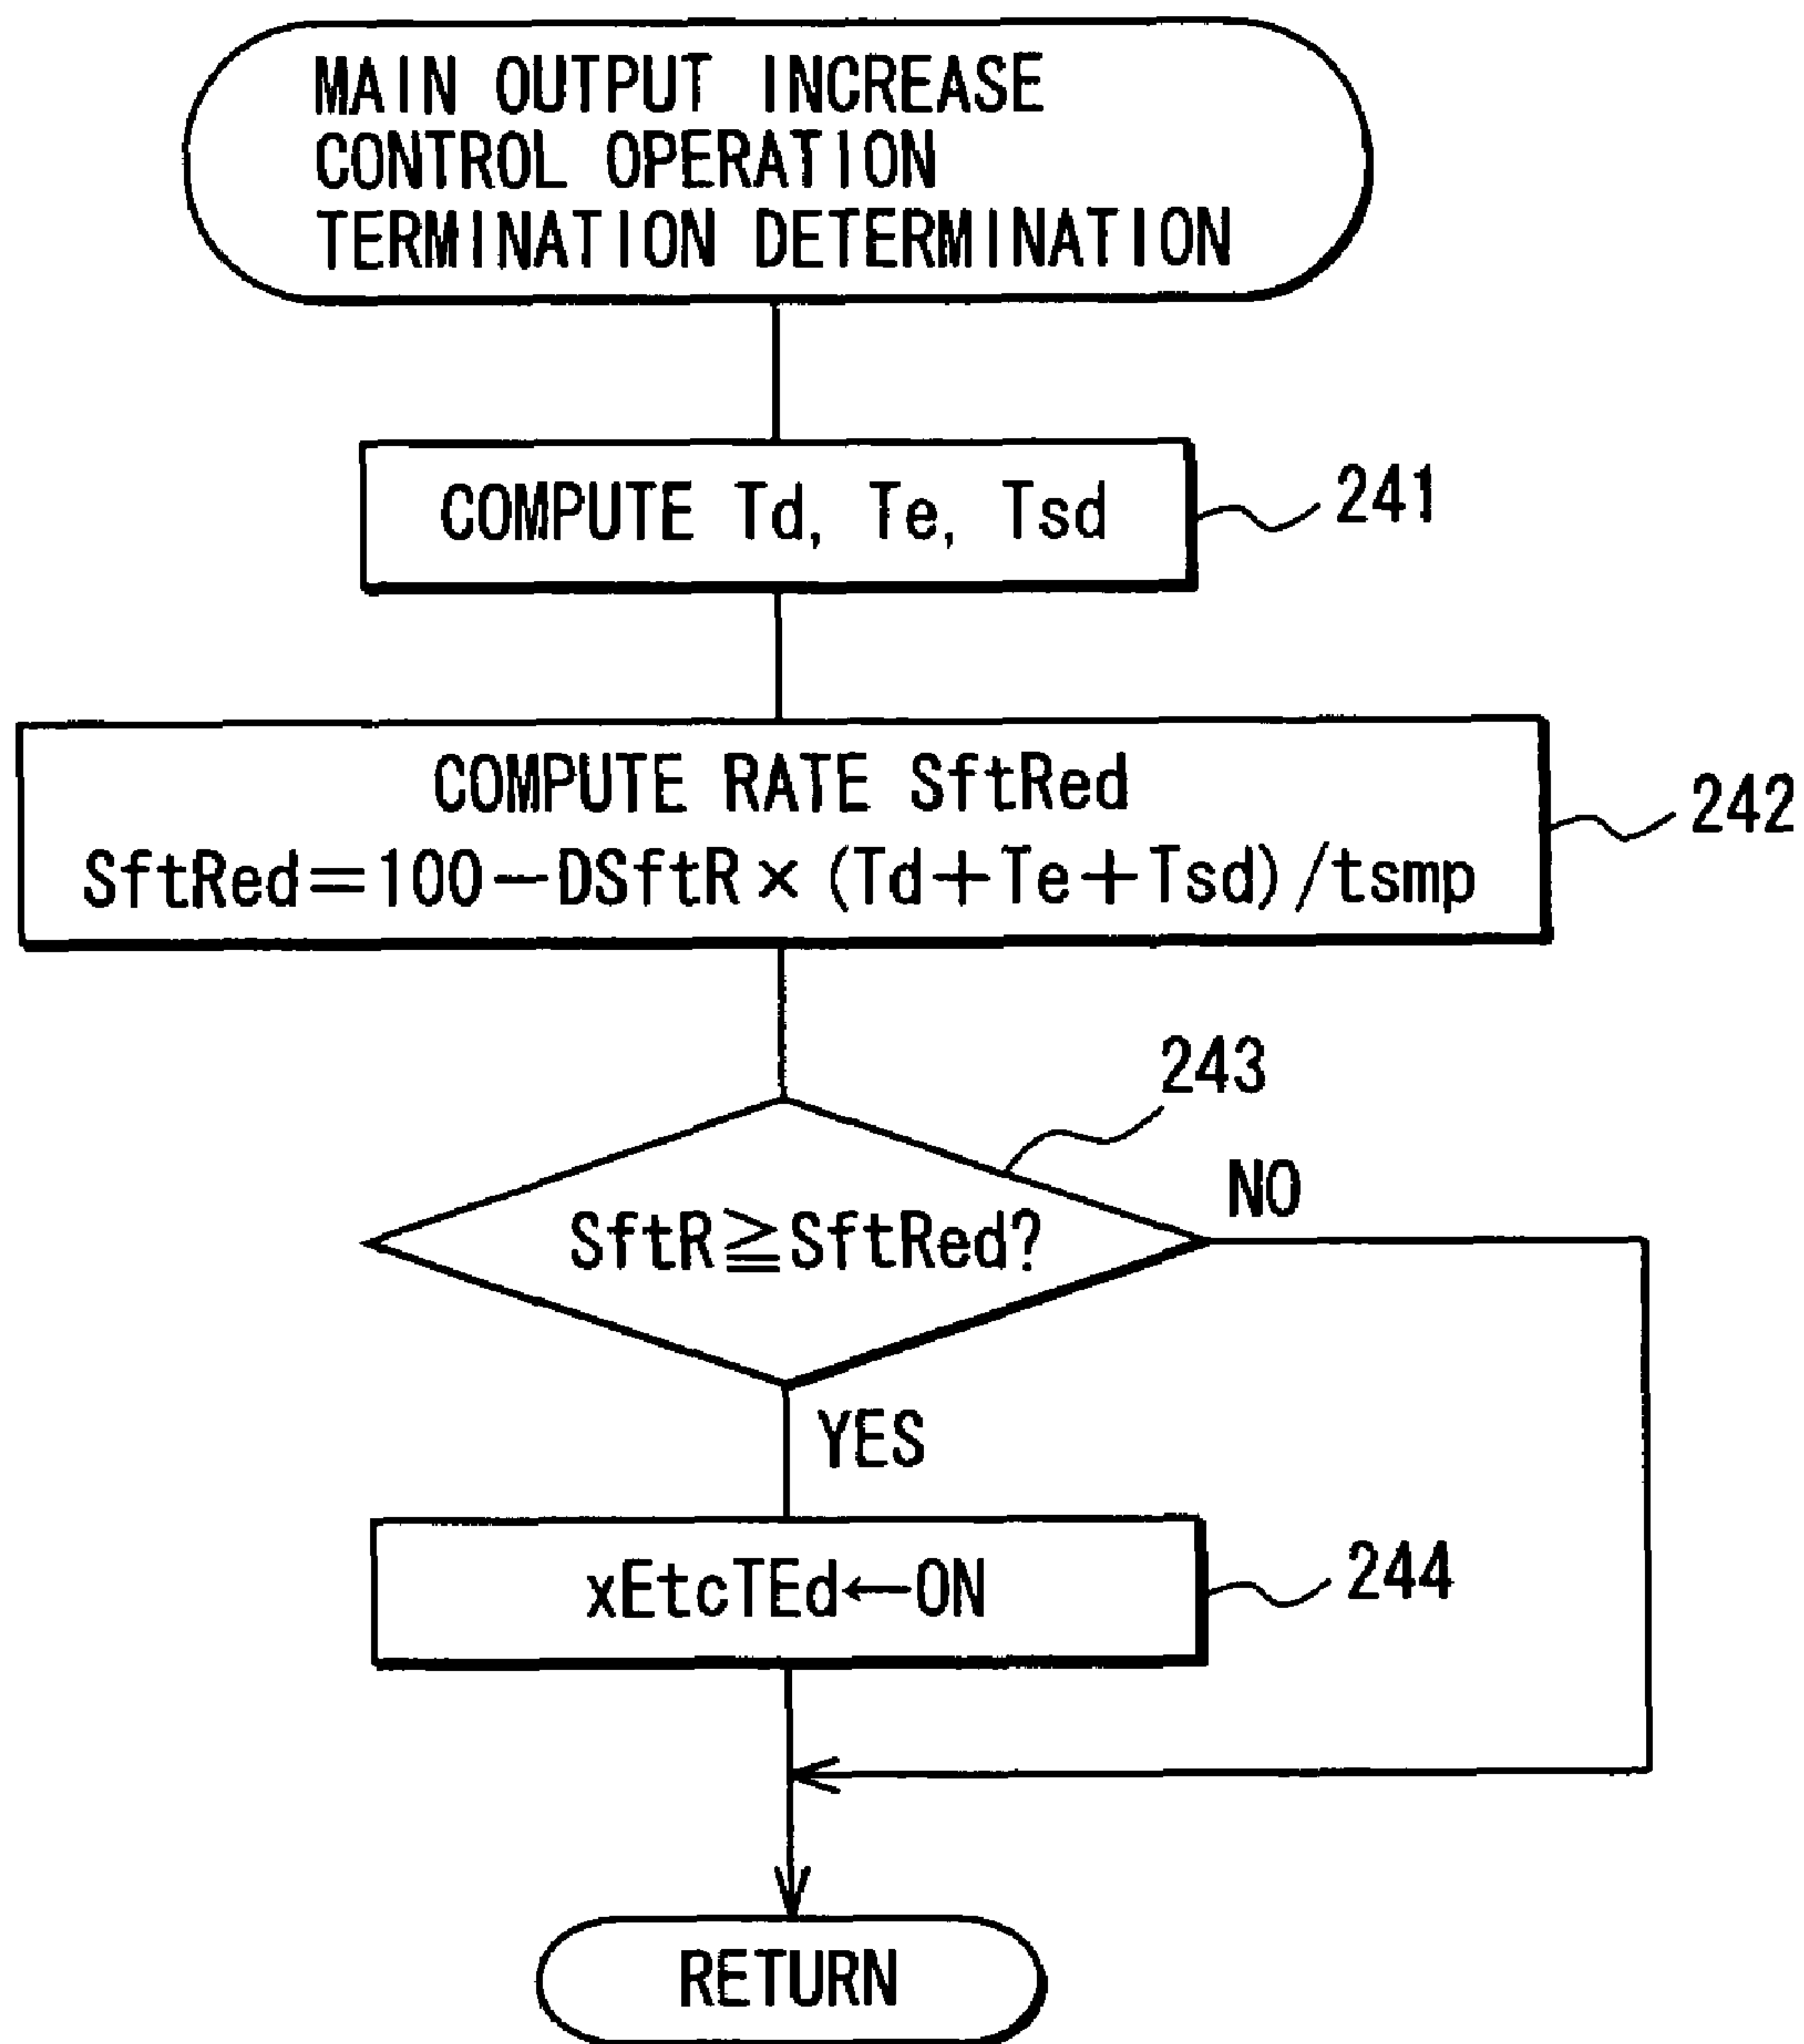 MAIN OUTPUT INCREASE
CONTROL OPERATION
TERMINATION DETERMINATION
COMPUTE Td, Te, Tsd
241
COMPUTE RATE SftRed
SftRed=100-DSftR×(Td+Te+Tsd)/tsmp
242
243
SftR≧SftRed?
NO
YES
xEtcTEd←ON
244
RETURN